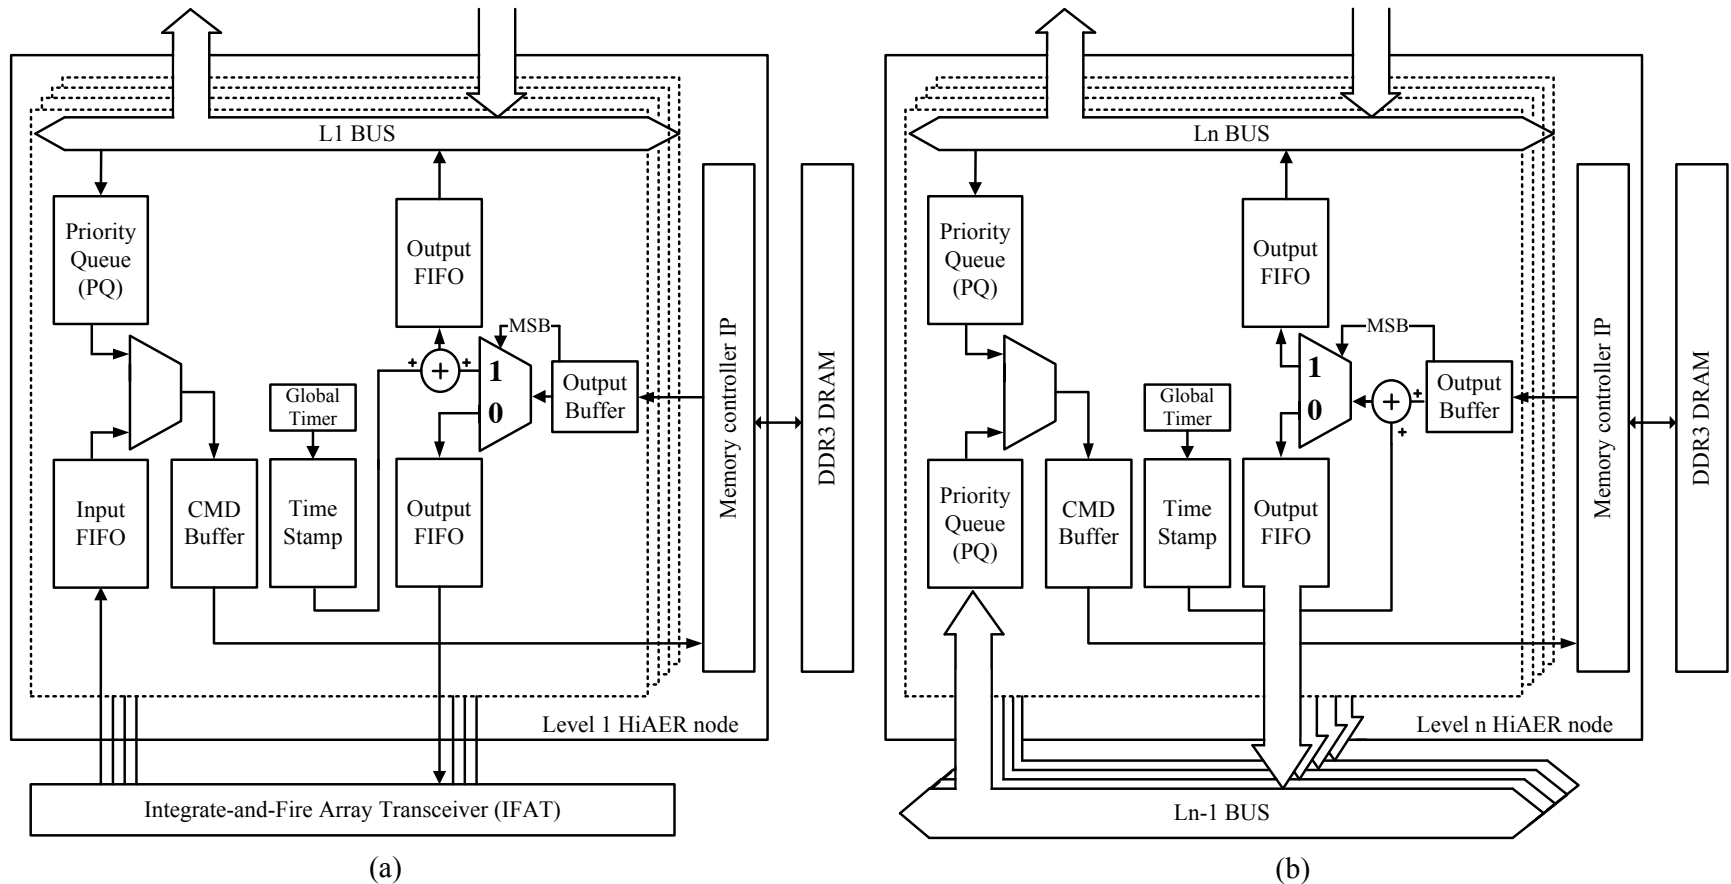 L1 BUS
Priority
Queue
(PQ)
Output
FIFO
MSB
1
0
Output
Buffer
Global
Timer
Input
FIFO
CMD
Buffer
Time
Stamp
Output
FIFO
Memory controller IP
DDR3 DRAM
Level 1 HiAER node
Integrate-and-Fire Array Transceiver (IFAT)
(a)
Ln BUS
Priority
Queue
(PQ)
Output
FIFO
MSB
1
0
Output
Buffer
Global
Timer
Priority
Queue
(PQ)
CMD
Buffer
Time
Stamp
Output
FIFO
Memory controller IP
DDR3 DRAM
Level n HiAER node
Ln-1 BUS
(b)